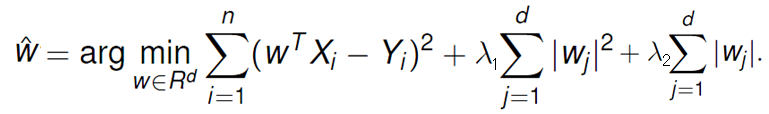 ŵ = arg min_{w∈R^d} ∑_{i=1}^{n} (w^T X_i − Y_i)^2 + λ_1 ∑_{j=1}^{d} |w_j|^2 + λ_2 ∑_{j=1}^{d} |w_j|.